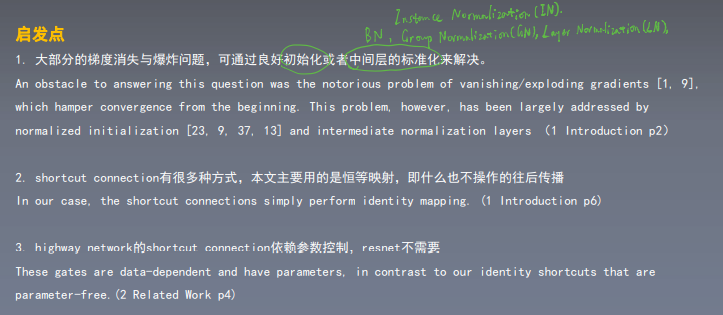 Instance Normalization (IN).
BN, Group Normalization (GN), Layer Normalization (LN).
启发点
1. 大部分的梯度消失与爆炸问题，可通过良好初始化或者中间层的标准化来解决。
An obstacle to answering this question was the notorious problem of vanishing/exploding gradients [1, 9],
which hamper convergence from the beginning. This problem, however, has been largely addressed by
normalized initialization [23, 9, 37, 13] and intermediate normalization layers （1 Introduction p2）
2. shortcut connection有很多种方式，本文主要用的是恒等映射，即什么也不操作的往后传播
In our case, the shortcut connections simply perform identity mapping. (1 Introduction p6)
3. highway network的shortcut connection依赖参数控制，resnet不需要
These gates are data-dependent and have parameters, in contrast to our identity shortcuts that are
parameter-free.(2 Related Work p4)